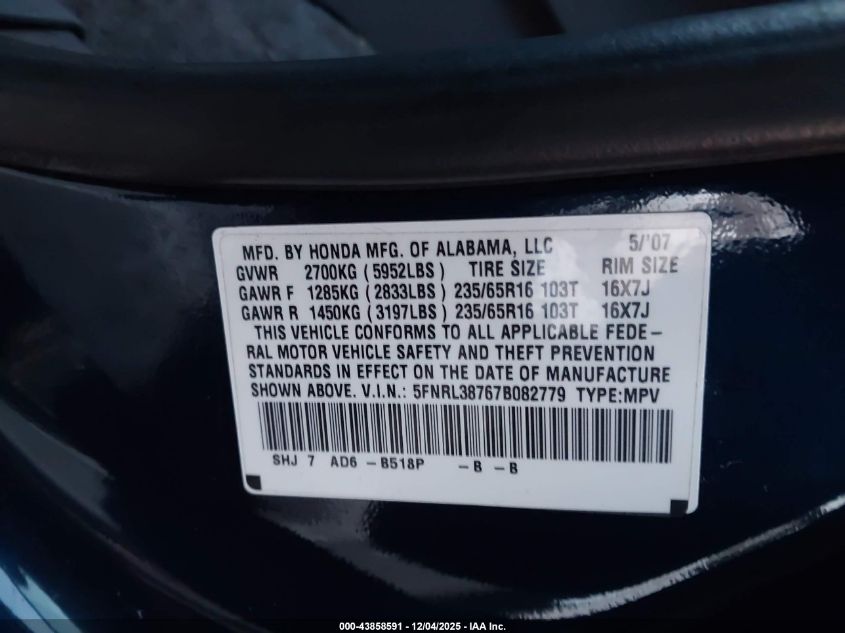 MFD. BY HONDA MFG. OF ALABAMA, LLC 5/'07
GVWR 2700KG (5952LBS) TIRE SIZE RIM SIZE
GAWR F 1285KG (2833LBS) 235/65R16 103T 16X7J
GAWR R 1450KG (3197LBS) 235/65R16 103T 16X7J
THIS VEHICLE CONFORMS TO ALL APPLICABLE FEDE-
RAL MOTOR VEHICLE SAFETY AND THEFT PREVENTION
STANDARDS IN EFFECT ON THE DATE OF MANUFACTURE
SHOWN ABOVE. V.I.N.: 5FNRL38767B082779 TYPE:MPV
SHJ 7 AD6 -B518P -B -B
000-43858591 - 12/04/2025 - IAA Inc.